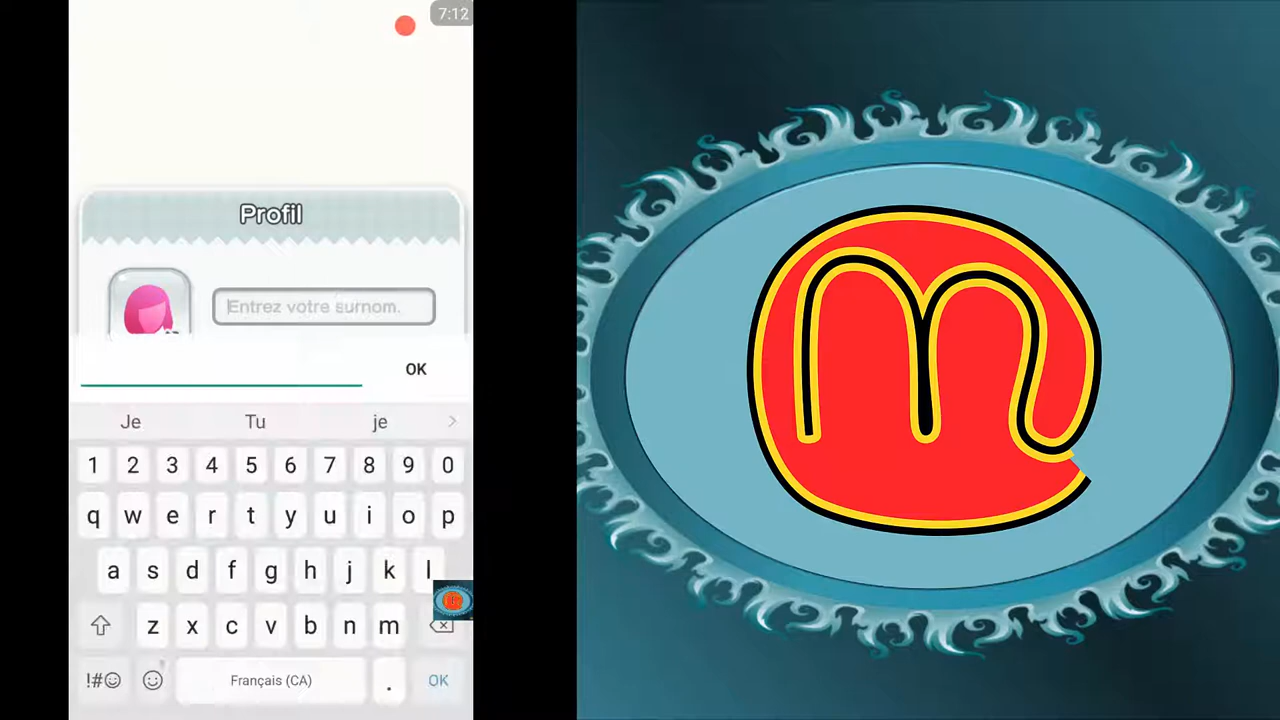 7:12
Profil
Entrez votre surnom.
OK
Je Tu je >
1 2 3 4 5 6 7 8 9 0
q w e r t y u i o p
a s d f g h j k l
z x c v b n m
!#☺ Français (CA) . OK
m